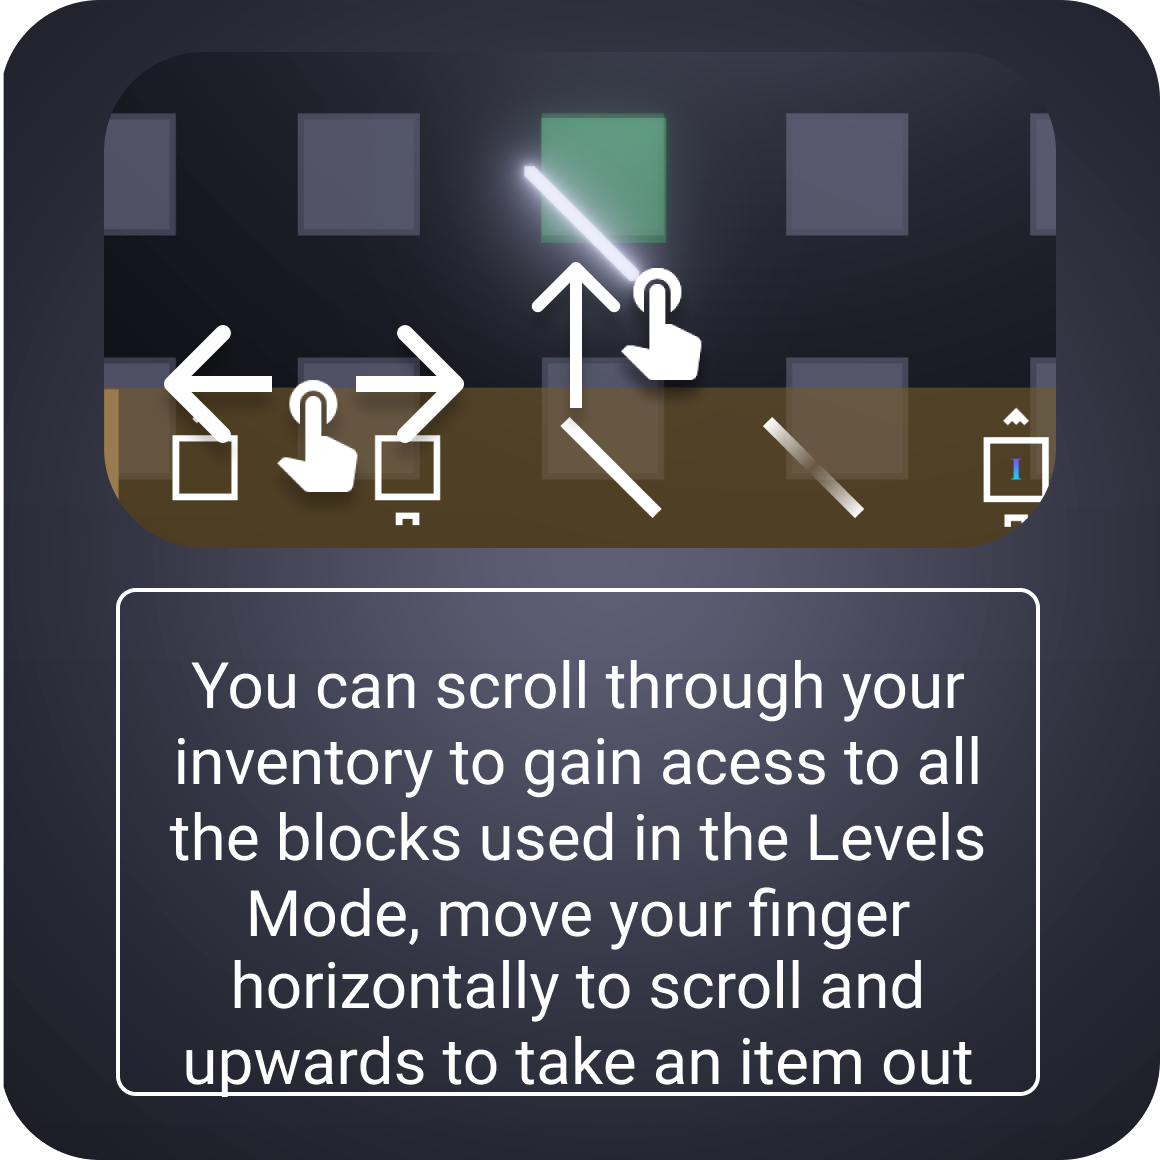 I
You can scroll through your
inventory to gain acess to all
the blocks used in the Levels
Mode, move your finger
horizontally to scroll and
upwards to take an item out